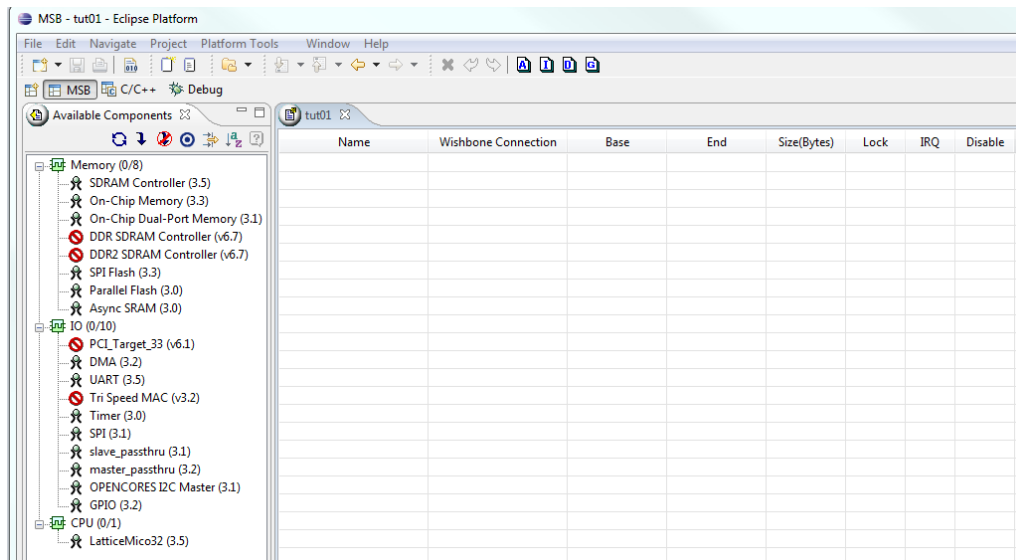 MSB - tut01 - Eclipse Platform
File Edit Navigate Project Platform Tools Window Help
010 A I D G
MSB C/C++ Debug
Available Components
tut01
Name Wishbone Connection Base End Size(Bytes) Lock IRQ Disable
Memory (0/8)
SDRAM Controller (3.5)
On-Chip Memory (3.3)
On-Chip Dual-Port Memory (3.1)
DDR SDRAM Controller (v6.7)
DDR2 SDRAM Controller (v6.7)
SPI Flash (3.3)
Parallel Flash (3.0)
Async SRAM (3.0)
IO (0/10)
PCI_Target_33 (v6.1)
DMA (3.2)
UART (3.5)
Tri Speed MAC (v3.2)
Timer (3.0)
SPI (3.1)
slave_passthru (3.1)
master_passthru (3.2)
OPENCORES I2C Master (3.1)
GPIO (3.2)
CPU (0/1)
LatticeMico32 (3.5)